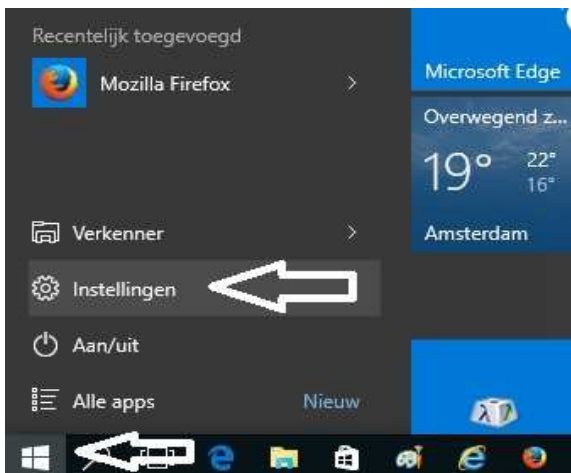 Recentelijk toegevoegd
Mozilla Firefox
Verkenner
Instellingen
Aan/uit
Alle apps
Nieuw
Microsoft Edge
Overwegend z...
19°
22°
16°
Amsterdam